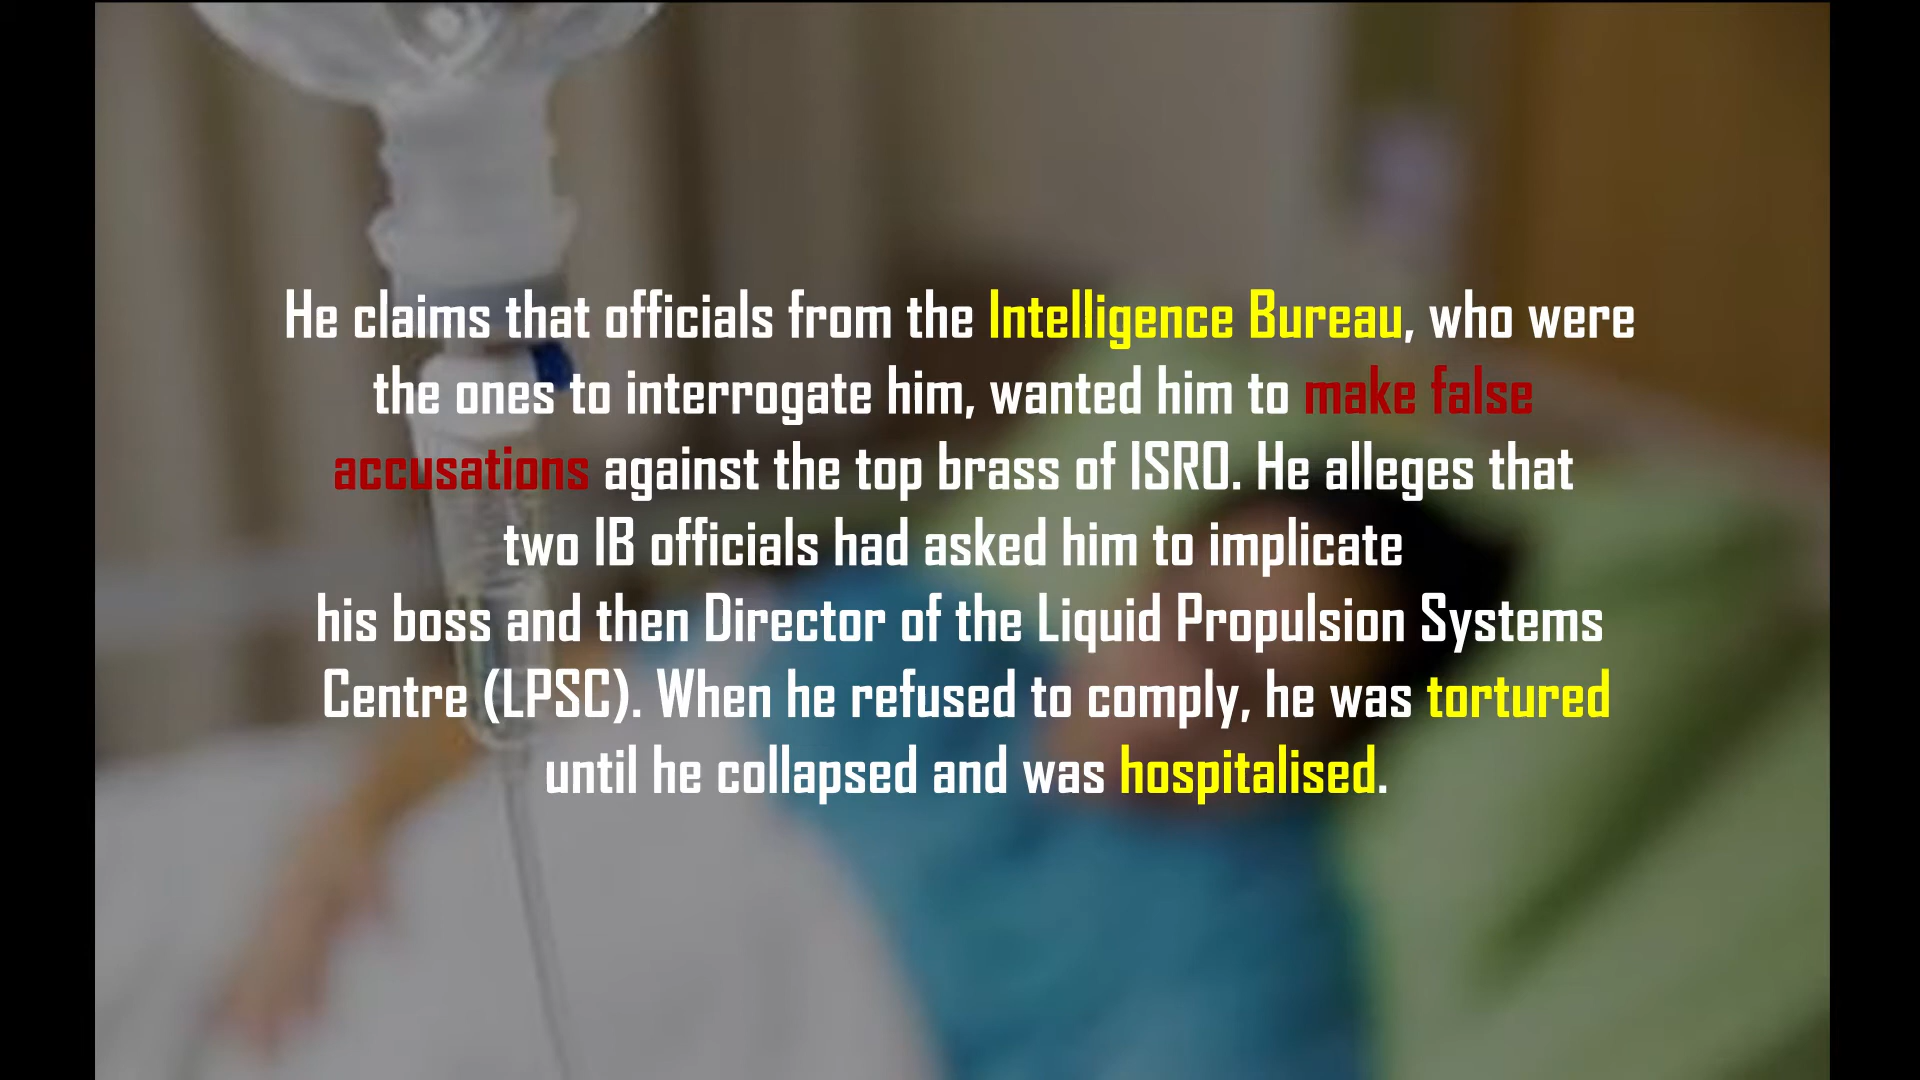 He claims that officials from the Intelligence Bureau, who were
the ones to interrogate him, wanted him to make false
accusations against the top brass of ISRO. He alleges that
two IB officials had asked him to implicate
his boss and then Director of the Liquid Propulsion Systems
Centre (LPSC). When he refused to comply, he was tortured
until he collapsed and was hospitalised.